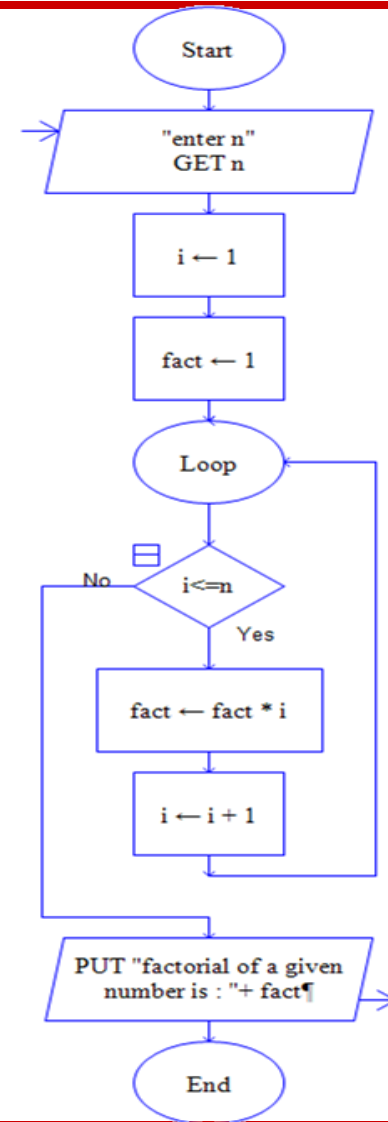 Start
"enter n"
GET n
i ← 1
fact ← 1
Loop
No
i<=n
Yes
fact ← fact * i
i ← i + 1
PUT "factorial of a given
number is : "+ fact¶
End